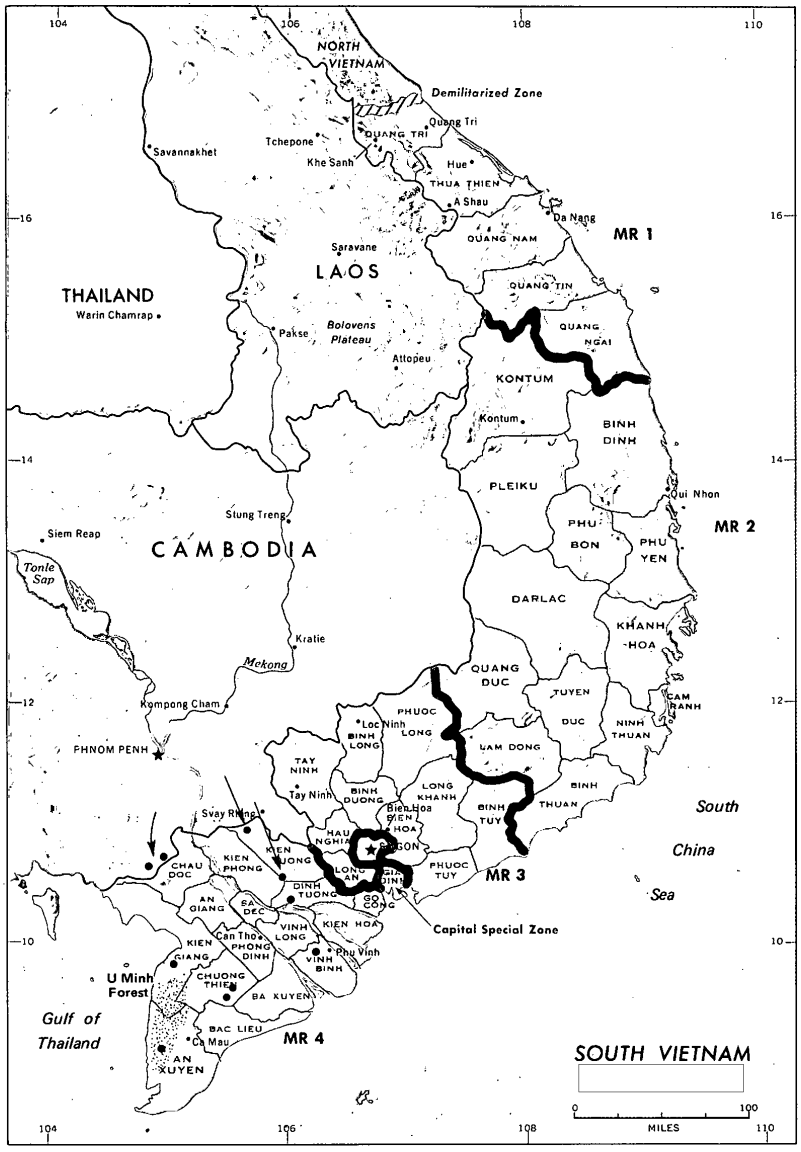 104
106
108
110
NORTH
VIETNAM
Demilitarized Zone
Quang Tri
QUANG TRI
Tchepone
Khe Sanh
Savannakhet
Hue
THUA THIEN
A Shau
16
16
Da Nang
MR 1
QUANG NAM
Saravane
LAOS
THAILAND
Warin Chamrap
QUANG TIN
Pakse
Bolovens
Plateau
QUANG
NGAI
Attopeu
KONTUM
Kontum
BINH
DINH
14
14
PLEIKU
Qui Nhon
Stung Treng
PHU
BON
MR 2
Siem Reap
CAMBODIA
PHU
YEN
Tonle
Sap
DARLAC
KHANH
HOA
Kratie
Mekong
QUANG
DUC
12
12
Kompong Cham
TUYEN
DUC
CAM
RANH
PHUOC
LONG
Loc Ninh
BINH
LONG
NINH
THUAN
PHNOM PENH
LAM DONG
TAY
NINH
Tay Ninh
BINH
DUONG
LONG
KHANH
BINH
THUAN
Bien Hoa
BIEN
HOA
BINH
TUY
South
China
Sea
Svay Rieng
HAU
NGHIA
SAIGON
KIEN
TUONG
KIEN
PHONG
CHAU
DOC
LONG
AN
GIA
DINH
PHUOC
TUY
MR 3
DINH
TUONG
GO
CONG
AN
GIANG
SA
DEC
Capital Special Zone
VINH
LONG
KIEN HOA
10
10
Can Tho
PHONG
DINH
KIEN
GIANG
VINH
BINH
Phu Vinh
U Minh
Forest
CHUONG
THIEN
BA XUYEN
Gulf of
Thailand
BAC LIEU
MR 4
Ca Mau
AN
XUYEN
SOUTH VIETNAM
0
100
MILES
104
106
108
110